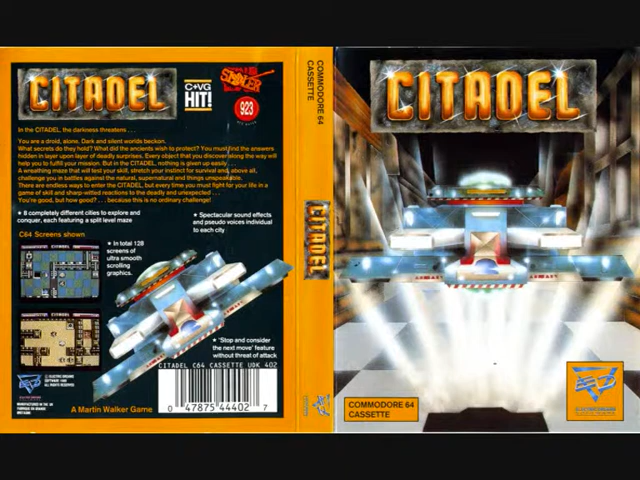 CITADEL
C+VG
HIT!
923
In the CITADEL, the darkness threatens . . .
You are a droid, alone. Dark and silent worlds beckon.
What secrets do they hold? What did the ancients wish to protect? You must find the answers
hidden in layer upon layer of deadly surprises. Every object that you discover along the way will
help you to fulfill your mission. But in the CITADEL, nothing is given up easily . . .
A wreathing maze that will test your skill, stretch your instinct for survival and, above all,
challenge you in battles against the natural, supernatural and things unspeakable.
There are endless ways to enter the CITADEL, but every time you must fight for your life in a
game of skill and sharp-witted reactions to the deadly and unexpected . . .
You're good, but how good? . . . because this is no ordinary challenge!
★ 8 completely different cities to explore and
conquer, each featuring a split level maze
★ Spectacular sound effects
and pseudo voices individual
to each city
C64 Screens shown
★ In total 128
screens of
ultra smooth
scrolling
graphics.
★ 'Stop and consider
the next move' feature
without threat of attack
CITADEL C64 CASSETTE UDK 402
0 47875 44402 7
A Martin Walker Game
COMMODORE 64
CASSETTE
CITADEL
CITADEL
COMMODORE 64
CASSETTE